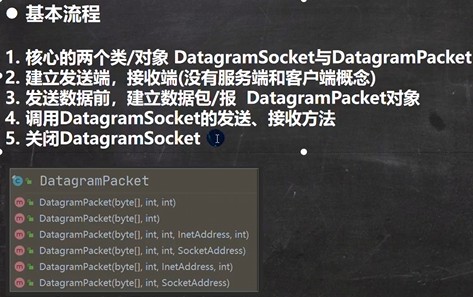 ● 基本流程
1. 核心的两个类/对象 DatagramSocket与DatagramPacket
2. 建立发送端，接收端(没有服务端和客户端概念)
3. 发送数据前，建立数据包/报 DatagramPacket对象
4. 调用DatagramSocket的发送、接收方法
5. 关闭DatagramSocket
DatagramPacket
DatagramPacket(byte[], int, int)
DatagramPacket(byte[], int)
DatagramPacket(byte[], int, int, InetAddress, int)
DatagramPacket(byte[], int, int, SocketAddress)
DatagramPacket(byte[], int, InetAddress, int)
DatagramPacket(byte[], int, SocketAddress)